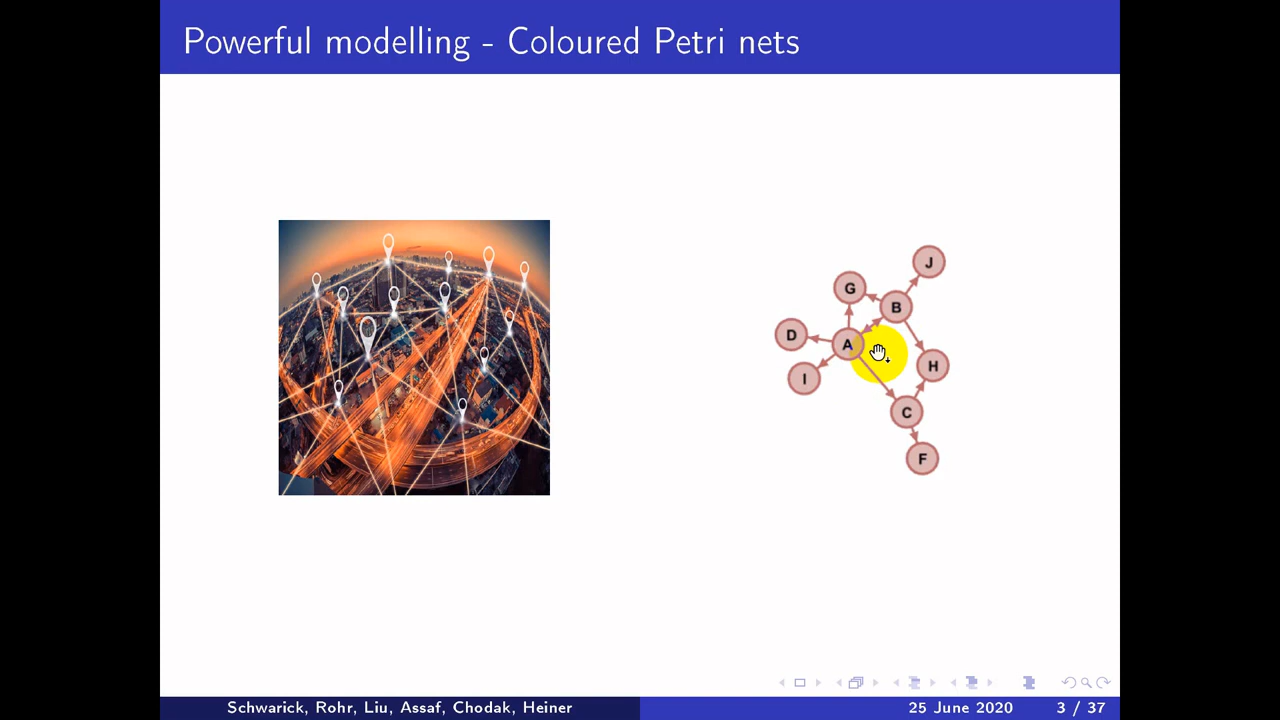 Powerful modelling - Coloured Petri nets
J
G
B
D
A
H
I
C
F
Schwarick, Rohr, Liu, Assaf, Chodak, Heiner
25 June 2020
3 / 37